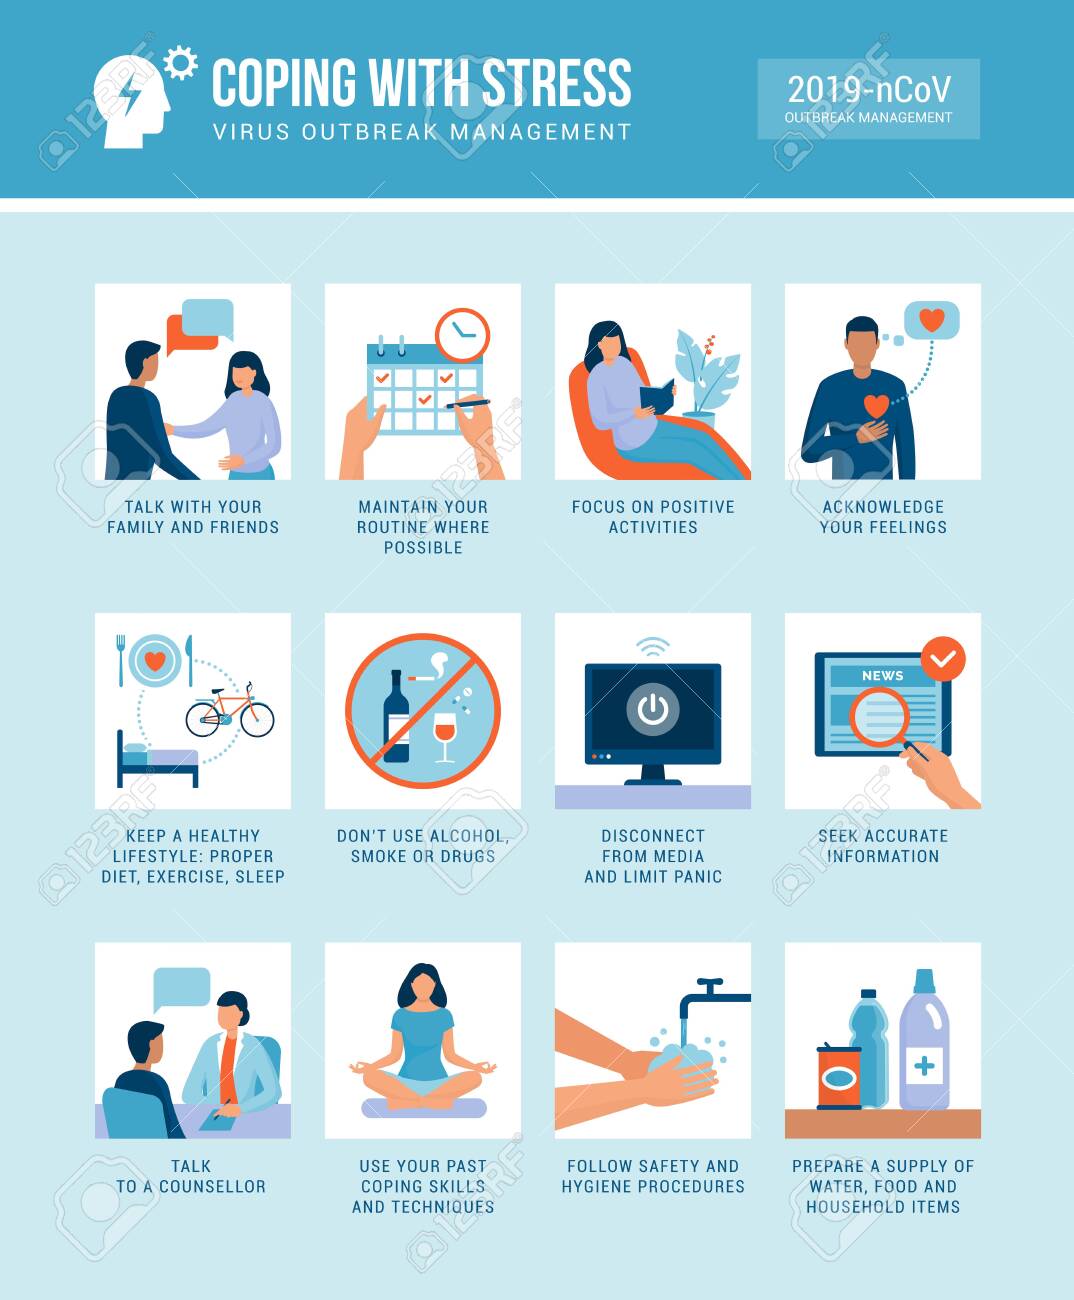 COPING WITH STRESS
VIRUS OUTBREAK MANAGEMENT
2019-nCoV
OUTBREAK MANAGEMENT
TALK WITH YOUR
FAMILY AND FRIENDS
MAINTAIN YOUR
ROUTINE WHERE
POSSIBLE
FOCUS ON POSITIVE
ACTIVITIES
ACKNOWLEDGE
YOUR FEELINGS
NEWS
KEEP A HEALTHY
LIFESTYLE: PROPER
DIET, EXERCISE, SLEEP
DON'T USE ALCOHOL,
SMOKE OR DRUGS
DISCONNECT
FROM MEDIA
AND LIMIT PANIC
SEEK ACCURATE
INFORMATION
TALK
TO A COUNSELLOR
USE YOUR PAST
COPING SKILLS
AND TECHNIQUES
FOLLOW SAFETY AND
HYGIENE PROCEDURES
PREPARE A SUPPLY OF
WATER, FOOD AND
HOUSEHOLD ITEMS
123RF